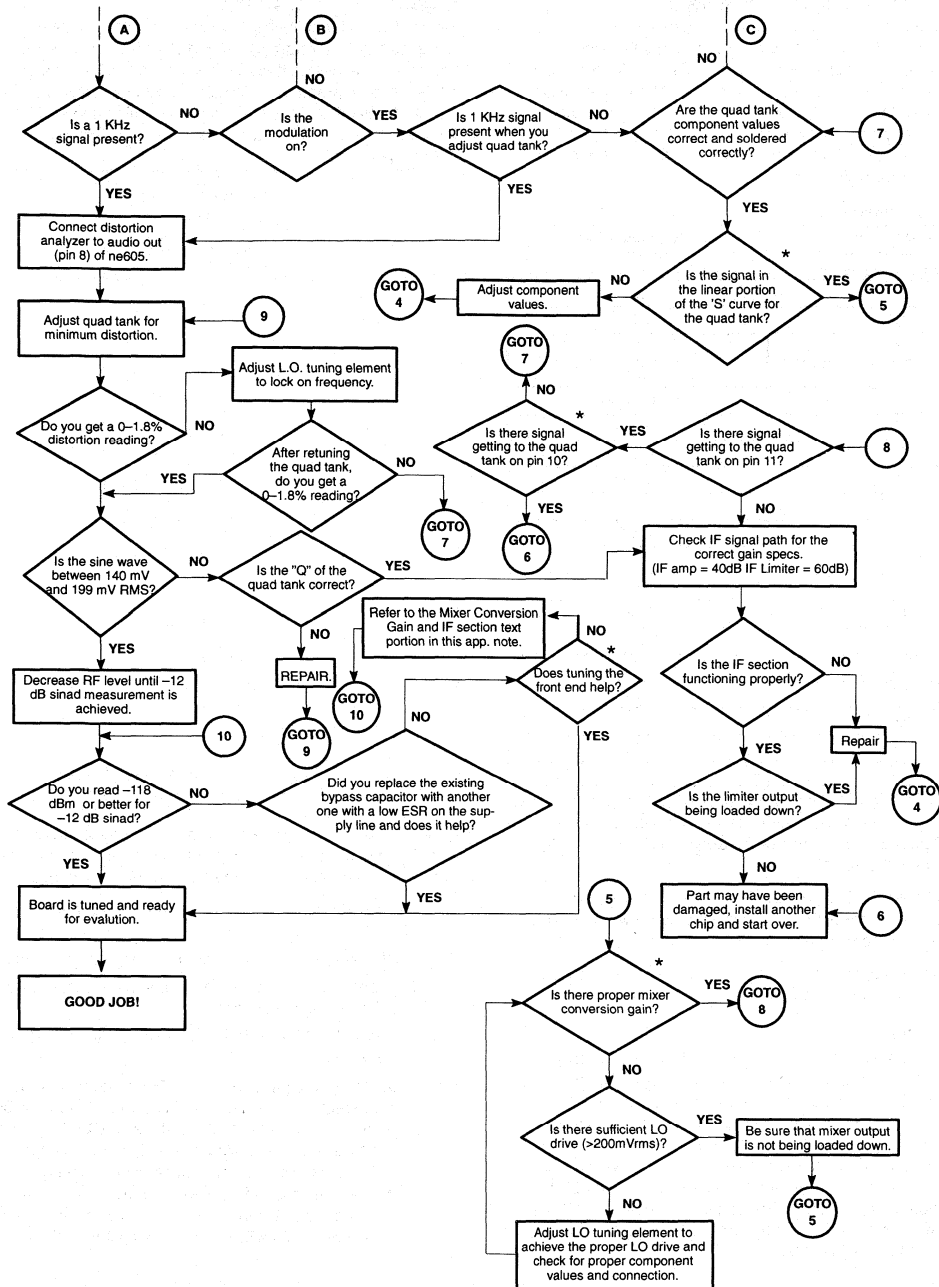 A
B
C
NO
NO
Is a 1 KHz
signal present?
NO
Is the
modulation
on?
YES
Is 1 KHz signal
present when you
adjust quad tank?
NO
Are the quad tank
component values
correct and soldered
correctly?
7
YES
YES
YES
Connect distortion
analyzer to audio out
(pin 8) of ne605.
*
Is the signal in
the linear portion
of the 'S' curve for
the quad tank?
NO
Adjust component
values.
GOTO
4
YES
GOTO
5
Adjust quad tank for
minimum distortion.
9
Adjust L.O. tuning element
to lock on frequency.
GOTO
7
NO
Do you get a 0–1.8%
distortion reading?
NO
YES
After retuning
the quad tank,
do you get a
0–1.8% reading?
NO
GOTO
7
*
Is there signal
getting to the quad
tank on pin 10?
YES
Is there signal
getting to the quad
tank on pin 11?
8
YES
GOTO
6
NO
Is the sine wave
between 140 mV
and 199 mV RMS?
NO
Is the "Q" of the
quad tank correct?
YES
Check IF signal path for the
correct gain specs.
(IF amp = 40dB IF Limiter = 60dB)
YES
NO
REPAIR.
GOTO
9
Refer to the Mixer Conversion
Gain and IF section text
portion in this app. note.
GOTO
10
NO
*
Does tuning the
front end help?
YES
Is the IF section
functioning properly?
NO
Repair
GOTO
4
YES
Decrease RF level until –12
dB sinad measurement is
achieved.
10
NO
Do you read –118
dBm or better for
–12 dB sinad?
NO
Did you replace the existing
bypass capacitor with another
one with a low ESR on the sup-
ply line and does it help?
Is the limiter output
being loaded down?
YES
NO
YES
YES
Board is tuned and ready
for evalution.
5
Part may have been
damaged, install another
chip and start over.
6
GOOD JOB!
*
Is there proper mixer
conversion gain?
YES
GOTO
8
NO
Is there sufficient LO
drive (>200mVrms)?
YES
Be sure that mixer output
is not being loaded down.
GOTO
5
NO
Adjust LO tuning element to
achieve the proper LO drive and
check for proper component
values and connection.